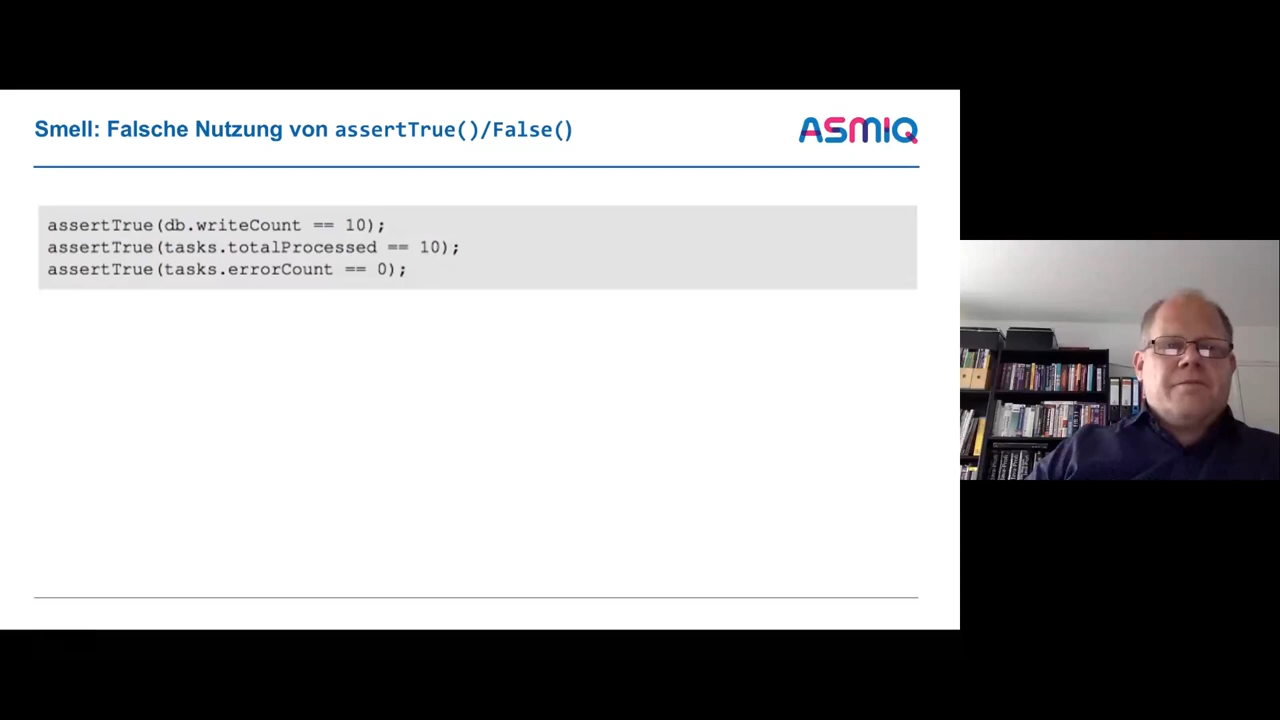 Smell: Falsche Nutzung von assertTrue()/False()
ASMIQ
assertTrue(db.writeCount == 10);
assertTrue(tasks.totalProcessed == 10);
assertTrue(tasks.errorCount == 0);